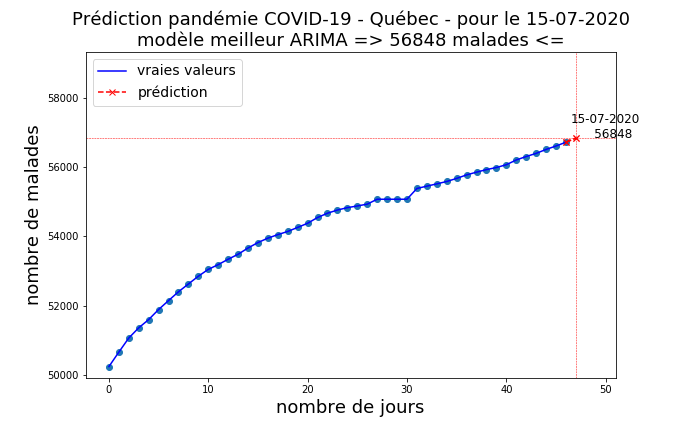 Prédiction pandémie COVID-19 - Québec - pour le 15-07-2020
modèle meilleur ARIMA => 56848 malades <=
vraies valeurs
prédiction
15-07-2020
56848
nombre de malades
58000
56000
54000
52000
50000
0 10 20 30 40 50
nombre de jours